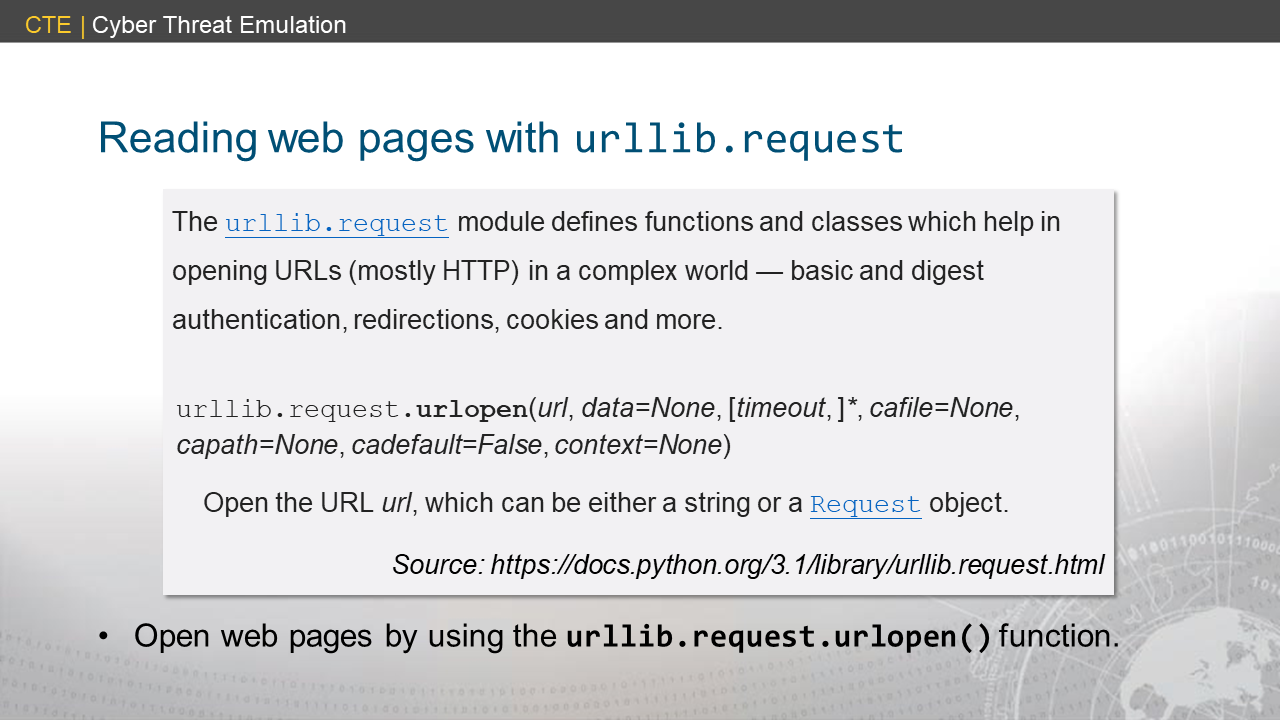 CTE | Cyber Threat Emulation
Reading web pages with urllib.request
The urllib.request module defines functions and classes which help in
opening URLs (mostly HTTP) in a complex world — basic and digest
authentication, redirections, cookies and more.
urllib.request.urlopen(url, data=None, [timeout, ]*, cafile=None,
capath=None, cadefault=False, context=None)
Open the URL url, which can be either a string or a Request object.
Source: https://docs.python.org/3.1/library/urllib.request.html
• Open web pages by using the urllib.request.urlopen() function.